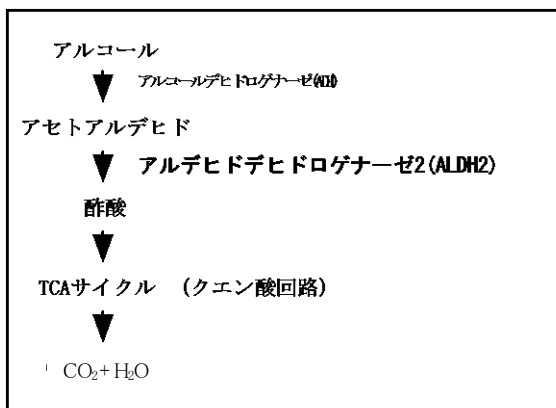 アルコール
アルコールデヒドロゲナーゼ(ADH)
アセトアルデヒド
アルデヒドデヒドロゲナーゼ2(ALDH2)
酢酸
TCAサイクル (クエン酸回路)
CO₂+H₂O